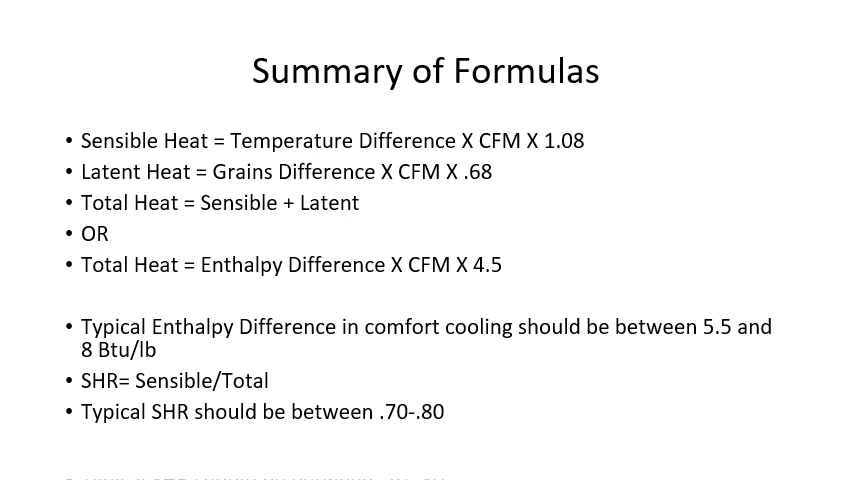 Summary of Formulas
• Sensible Heat = Temperature Difference X CFM X 1.08
• Latent Heat = Grains Difference X CFM X .68
• Total Heat = Sensible + Latent
• OR
• Total Heat = Enthalpy Difference X CFM X 4.5
• Typical Enthalpy Difference in comfort cooling should be between 5.5 and
8 Btu/lb
• SHR= Sensible/Total
• Typical SHR should be between .70-.80